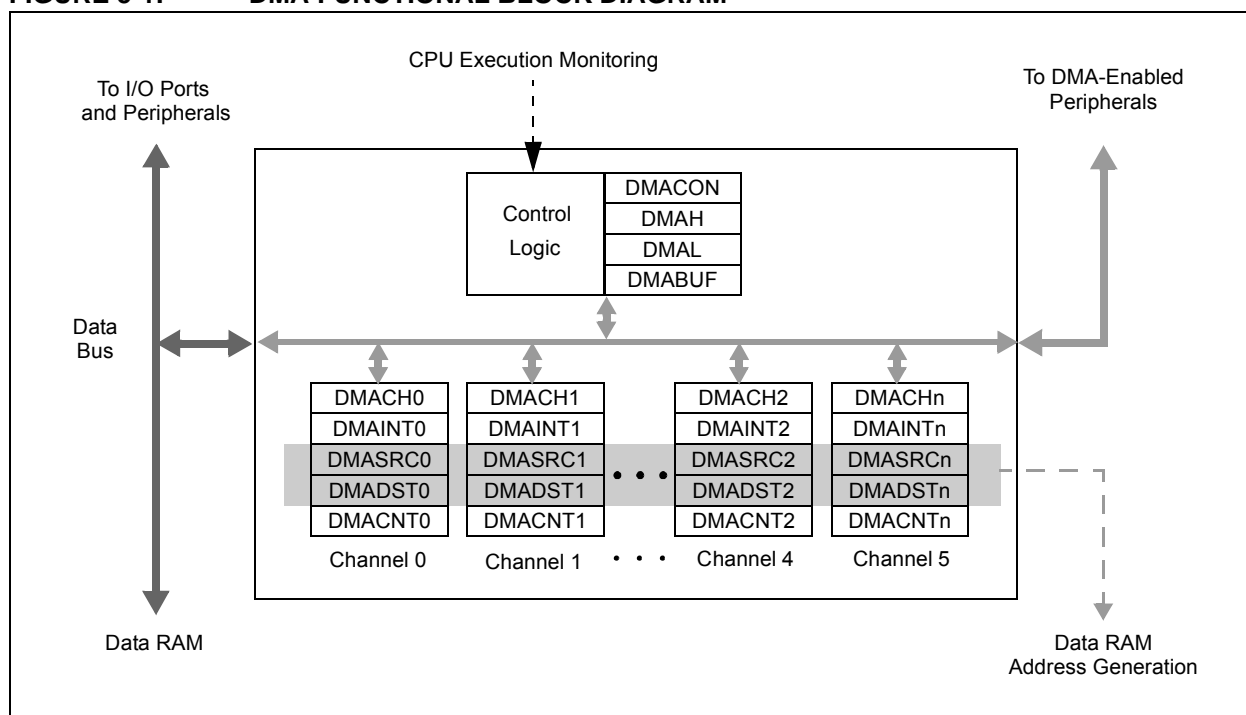 CPU Execution Monitoring
To I/O Ports
and Peripherals
To DMA-Enabled
Peripherals
Control
Logic
DMACON
DMAH
DMAL
DMABUF
Data
Bus
DMACH0
DMAINT0
DMASRC0
DMADST0
DMACNT0
Channel 0
DMACH1
DMAINT1
DMASRC1
DMADST1
DMACNT1
Channel 1
• • •
• • •
DMACH2
DMAINT2
DMASRC2
DMADST2
DMACNT2
Channel 4
DMACHn
DMAINTn
DMASRCn
DMADSTn
DMACNTn
Channel 5
Data RAM
Data RAM
Address Generation